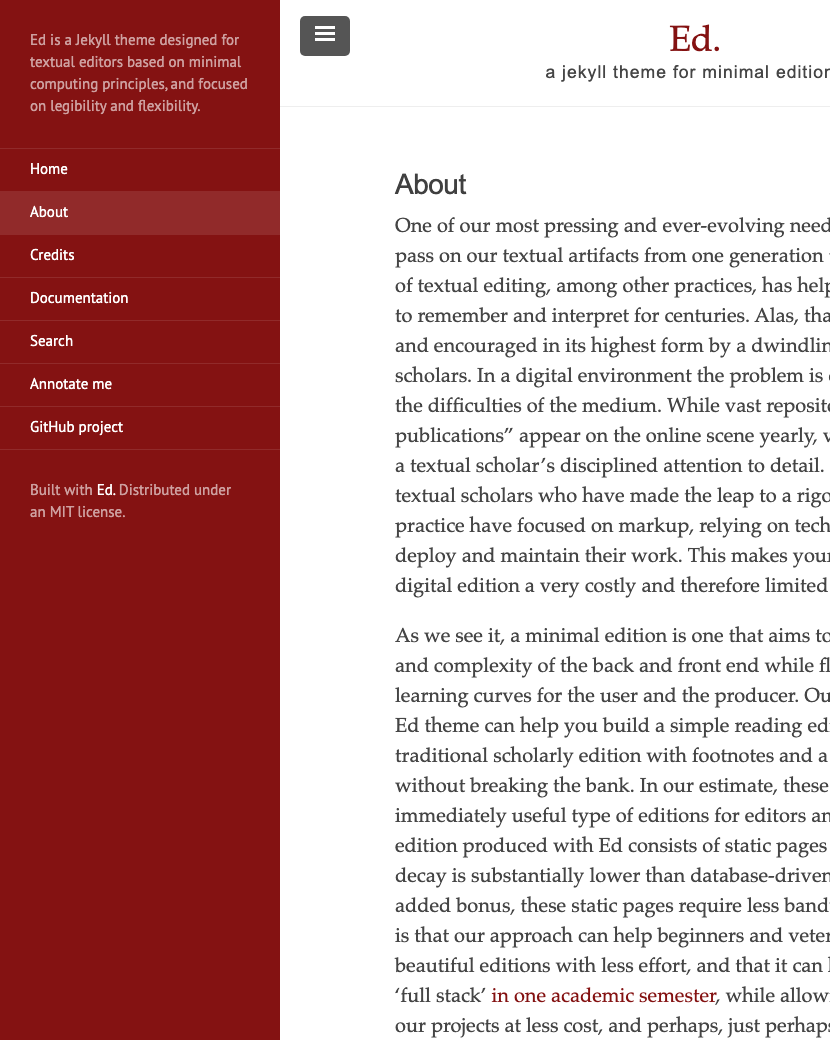 Ed is a Jekyll theme designed for
textual editors based on minimal
computing principles, and focused
on legibility and flexibility.
Home
About
Credits
Documentation
Search
Annotate me
GitHub project
Built with Ed. Distributed under
an MIT license.
Ed.
a jekyll theme for minimal edition
About
One of our most pressing and ever-evolving need
pass on our textual artifacts from one generation
of textual editing, among other practices, has help
to remember and interpret for centuries. Alas, tha
and encouraged in its highest form by a dwindlin
scholars. In a digital environment the problem is
the difficulties of the medium. While vast reposito
publications” appear on the online scene yearly, v
a textual scholar’s disciplined attention to detail.
textual scholars who have made the leap to a rigo
practice have focused on markup, relying on tech
deploy and maintain their work. This makes your
digital edition a very costly and therefore limited
As we see it, a minimal edition is one that aims to
and complexity of the back and front end while fl
learning curves for the user and the producer. Ou
Ed theme can help you build a simple reading edi
traditional scholarly edition with footnotes and a
without breaking the bank. In our estimate, these
immediately useful type of editions for editors an
edition produced with Ed consists of static pages
decay is substantially lower than database-driven
added bonus, these static pages require less band
is that our approach can help beginners and veter
beautiful editions with less effort, and that it can
‘full stack’ in one academic semester, while allow
our projects at less cost, and perhaps, just perhaps